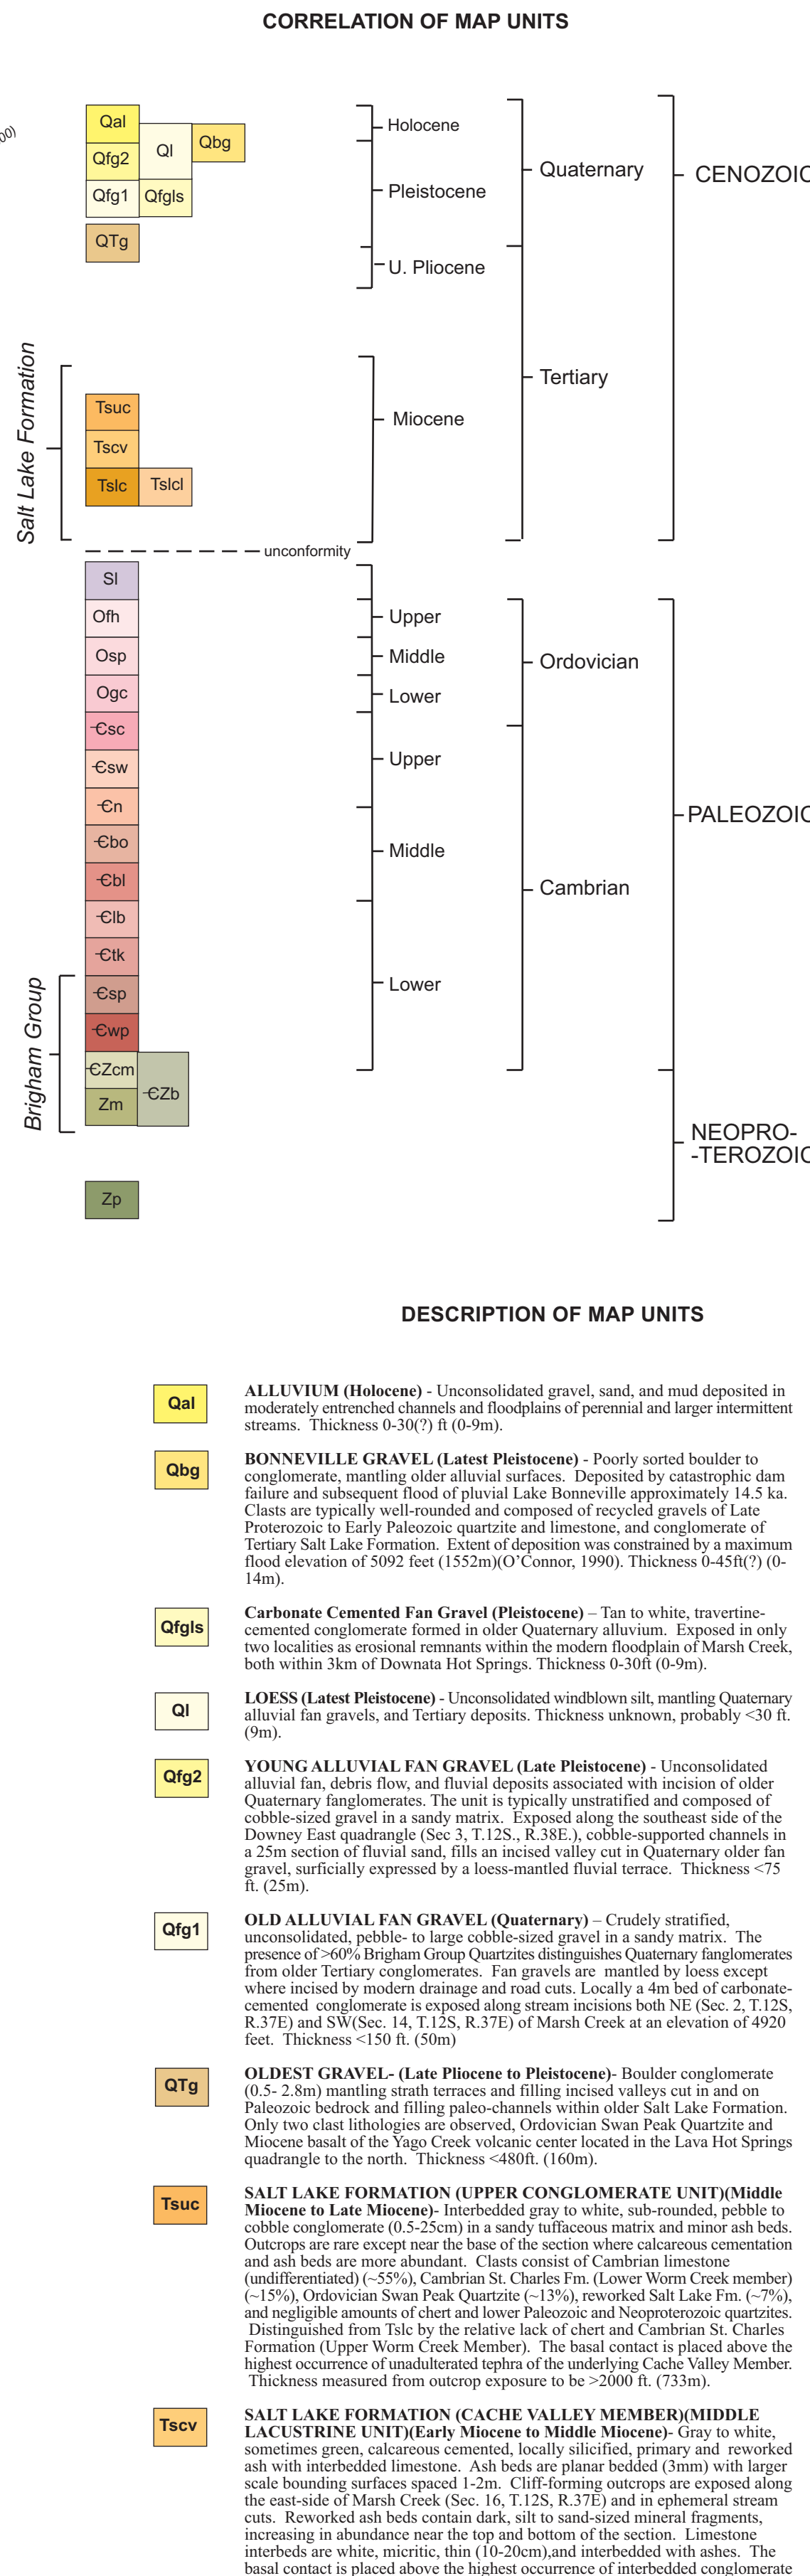 CORRELATION OF MAP UNITS
00)
Qal
Qfg2
Ql
Qbg
Qfg1
Qfgls
QTg
Holocene
Pleistocene
U. Pliocene
Quaternary
CENOZOIC
Salt Lake Formation
Tsuc
Tscv
Tslc
Tslcl
Miocene
Tertiary
unconformity
Sl
Ofh
Osp
Ogc
Єsc
Єsw
Єn
Єbo
Єbl
Єlb
Єtk
Єsp
Єwp
ЄZcm
Zm
ЄZb
Zp
Brigham Group
Upper
Middle
Lower
Upper
Middle
Lower
Ordovician
Cambrian
PALEOZOIC
NEOPRO-
-TEROZOIC
DESCRIPTION OF MAP UNITS
Qal
ALLUVIUM (Holocene) - Unconsolidated gravel, sand, and mud deposited in
moderately entrenched channels and floodplains of perennial and larger intermittent
streams. Thickness 0-30(?) ft (0-9m).
Qbg
BONNEVILLE GRAVEL (Latest Pleistocene) - Poorly sorted boulder to
conglomerate, mantling older alluvial surfaces. Deposited by catastrophic dam
failure and subsequent flood of pluvial Lake Bonneville approximately 14.5 ka.
Clasts are typically well-rounded and composed of recycled gravels of Late
Proterozoic to Early Paleozoic quartzite and limestone, and conglomerate of
Tertiary Salt Lake Formation. Extent of deposition was constrained by a maximum
flood elevation of 5092 feet (1552m)(O’Connor, 1990). Thickness 0-45ft(?) (0-
14m).
Qfgls
Carbonate Cemented Fan Gravel (Pleistocene) – Tan to white, travertine-
cemented conglomerate formed in older Quaternary alluvium. Exposed in only
two localities as erosional remnants within the modern floodplain of Marsh Creek,
both within 3km of Downata Hot Springs. Thickness 0-30ft (0-9m).
Ql
LOESS (Latest Pleistocene) - Unconsolidated windblown silt, mantling Quaternary
alluvial fan gravels, and Tertiary deposits. Thickness unknown, probably <30 ft.
(9m).
Qfg2
YOUNG ALLUVIAL FAN GRAVEL (Late Pleistocene) - Unconsolidated
alluvial fan, debris flow, and fluvial deposits associated with incision of older
Quaternary fanglomerates. The unit is typically unstratified and composed of
cobble-sized gravel in a sandy matrix. Exposed along the southeast side of the
Downey East quadrangle (Sec 3, T.12S., R.38E.), cobble-supported channels in
a 25m section of fluvial sand, fills an incised valley cut in Quaternary older fan
gravel, surficially expressed by a loess-mantled fluvial terrace. Thickness <75
ft. (25m).
Qfg1
OLD ALLUVIAL FAN GRAVEL (Quaternary) – Crudely stratified,
unconsolidated, pebble- to large cobble-sized gravel in a sandy matrix. The
presence of >60% Brigham Group Quartzites distinguishes Quaternary fanglomerates
from older Tertiary conglomerates. Fan gravels are mantled by loess except
where incised by modern drainage and road cuts. Locally a 4m bed of carbonate-
cemented conglomerate is exposed along stream incisions both NE (Sec. 2, T.12S,
R.37E) and SW(Sec. 14, T.12S, R.37E) of Marsh Creek at an elevation of 4920
feet. Thickness <150 ft. (50m)
QTg
OLDEST GRAVEL- (Late Pliocene to Pleistocene)- Boulder conglomerate
(0.5- 2.8m) mantling strath terraces and filling incised valleys cut in and on
Paleozoic bedrock and filling paleo-channels within older Salt Lake Formation.
Only two clast lithologies are observed, Ordovician Swan Peak Quartzite and
Miocene basalt of the Yago Creek volcanic center located in the Lava Hot Springs
quadrangle to the north. Thickness <480ft. (160m).
Tsuc
SALT LAKE FORMATION (UPPER CONGLOMERATE UNIT)(Middle
Miocene to Late Miocene)- Interbedded gray to white, sub-rounded, pebble to
cobble conglomerate (0.5-25cm) in a sandy tuffaceous matrix and minor ash beds.
Outcrops are rare except near the base of the section where calcareous cementation
and ash beds are more abundant. Clasts consist of Cambrian limestone
(undifferentiated) (~55%), Cambrian St. Charles Fm. (Lower Worm Creek member)
(~15%), Ordovician Swan Peak Quartzite (~13%), reworked Salt Lake Fm. (~7%),
and negligible amounts of chert and lower Paleozoic and Neoproterozoic quartzites.
Distinguished from Tslc by the relative lack of chert and Cambrian St. Charles
Formation (Upper Worm Creek Member). The basal contact is placed above the
highest occurrence of unadulterated tephra of the underlying Cache Valley Member.
Thickness measured from outcrop exposure to be >2000 ft. (733m).
Tscv
SALT LAKE FORMATION (CACHE VALLEY MEMBER)(MIDDLE
LACUSTRINE UNIT)(Early Miocene to Middle Miocene)- Gray to white,
sometimes green, calcareous cemented, locally silicified, primary and reworked
ash with interbedded limestone. Ash beds are planar bedded (3mm) with larger
scale bounding surfaces spaced 1-2m. Cliff-forming outcrops are exposed along
the east-side of Marsh Creek (Sec. 16, T.12S, R.37E) and in ephemeral stream
cuts. Reworked ash beds contain dark, silt to sand-sized mineral fragments,
increasing in abundance near the top and bottom of the section. Limestone
interbeds are white, micritic, thin (10-20cm),and interbedded with ashes. The
basal contact is placed above the highest occurrence of interbedded conglomerate